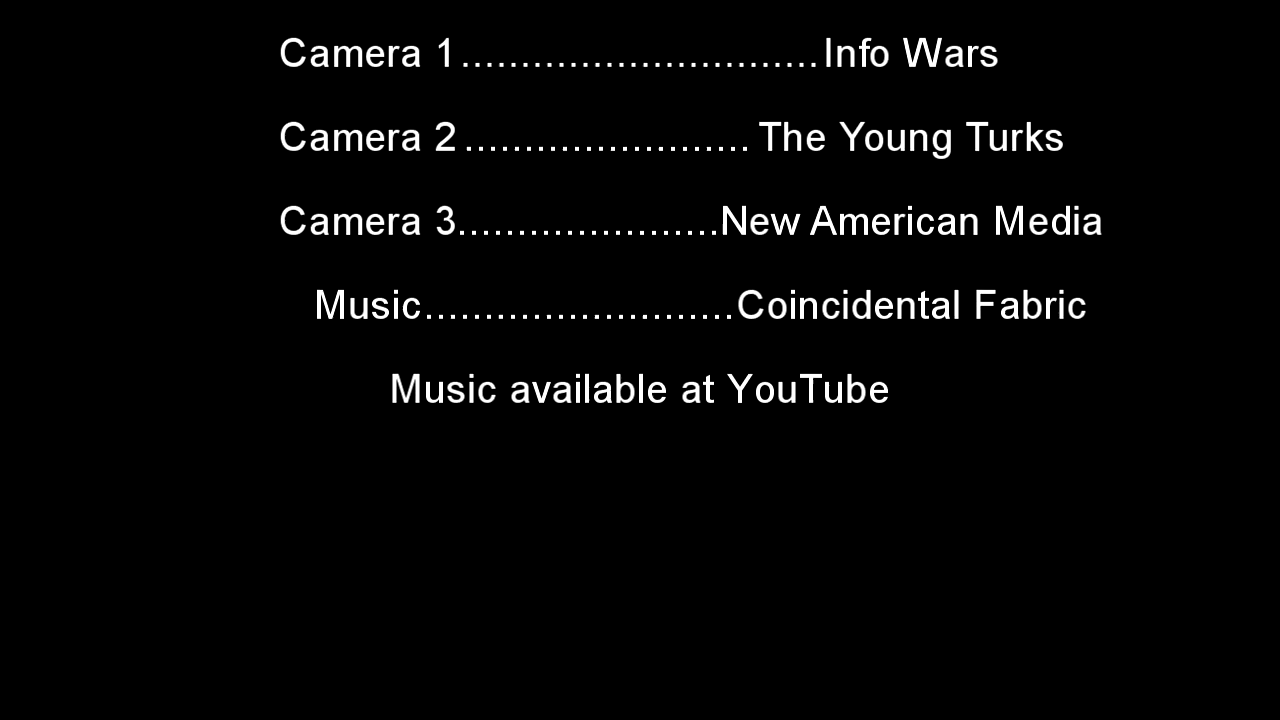 Camera 1..............................Info Wars
Camera 2........................ The Young Turks
Camera 3......................New American Media
Music..........................Coincidental Fabric
Music available at YouTube